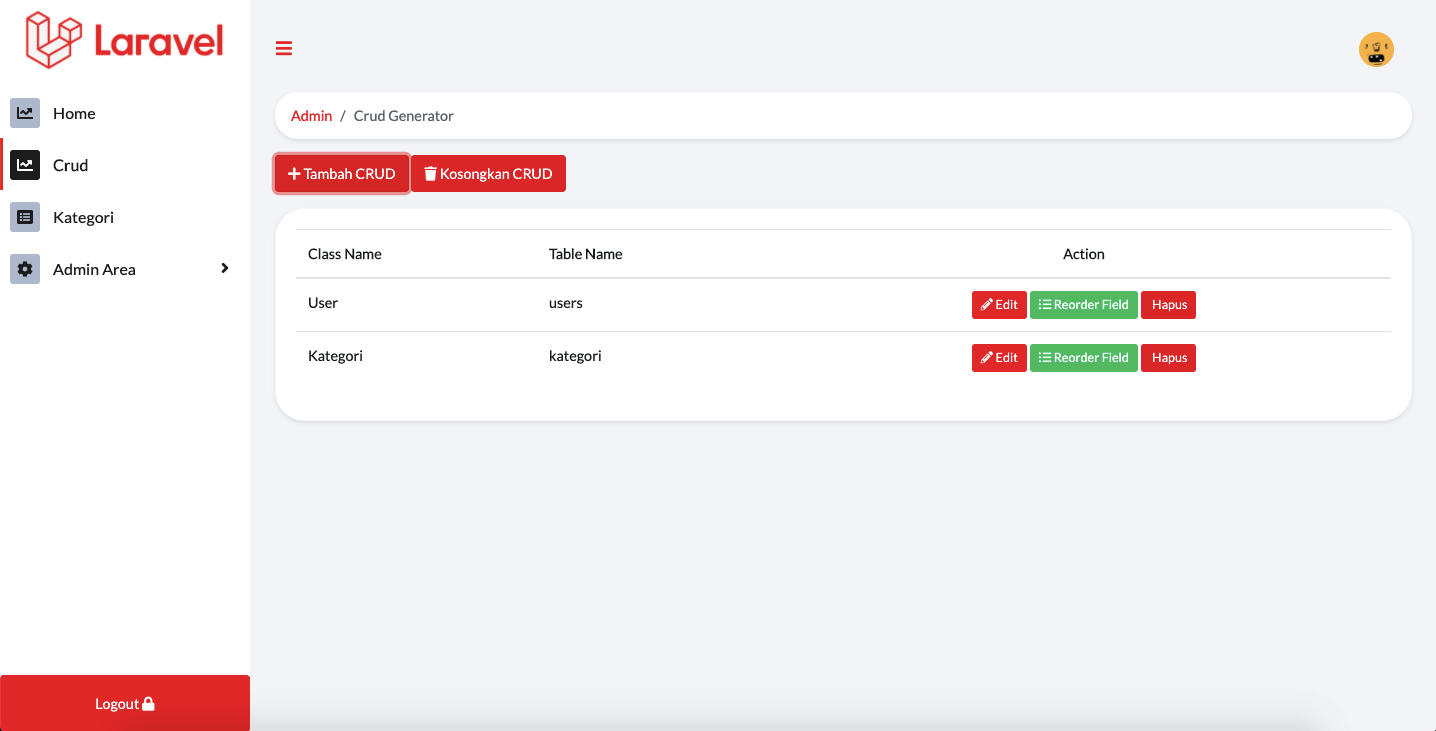 Laravel
Home
Crud
Kategori
Admin Area
Logout
Admin / Crud Generator
Tambah CRUD Kosongkan CRUD
Class Name Table Name Action
User users Edit Reorder Field Hapus
Kategori kategori Edit Reorder Field Hapus